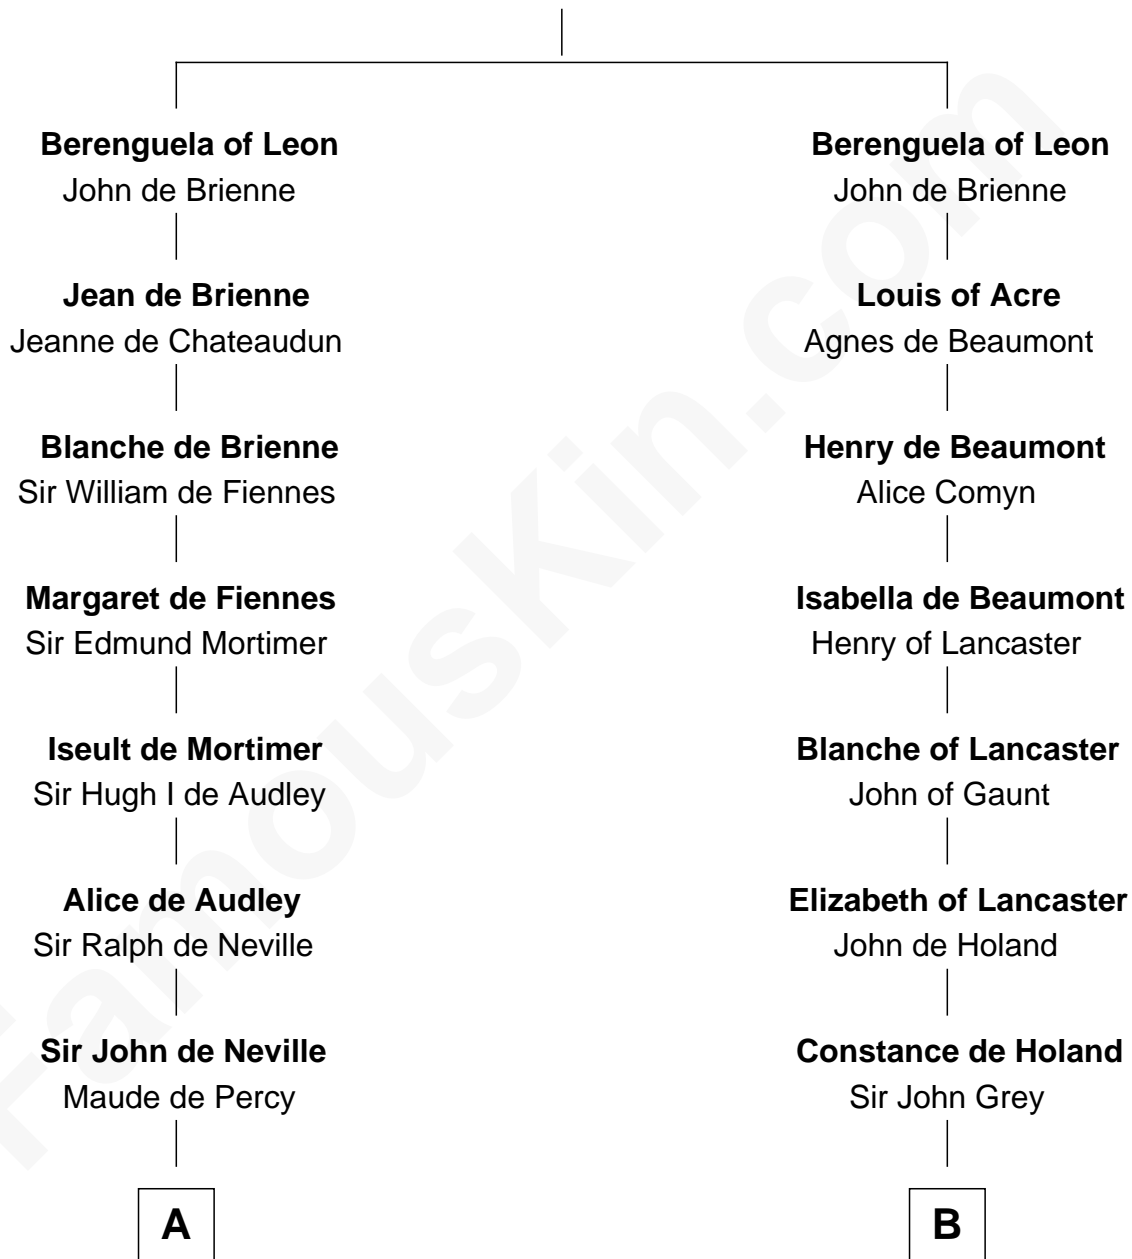 Berenguela of Leon
John de Brienne
Jean de Brienne
Jeanne de Chateaudun
Blanche de Brienne
Sir William de Fiennes
Margaret de Fiennes
Sir Edmund Mortimer
Iseult de Mortimer
Sir Hugh I de Audley
Alice de Audley
Sir Ralph de Neville
Sir John de Neville
Maude de Percy
A
Berenguela of Leon
John de Brienne
Louis of Acre
Agnes de Beaumont
Henry de Beaumont
Alice Comyn
Isabella de Beaumont
Henry of Lancaster
Blanche of Lancaster
John of Gaunt
Elizabeth of Lancaster
John de Holand
Constance de Holand
Sir John Grey
B
FamousKin.com